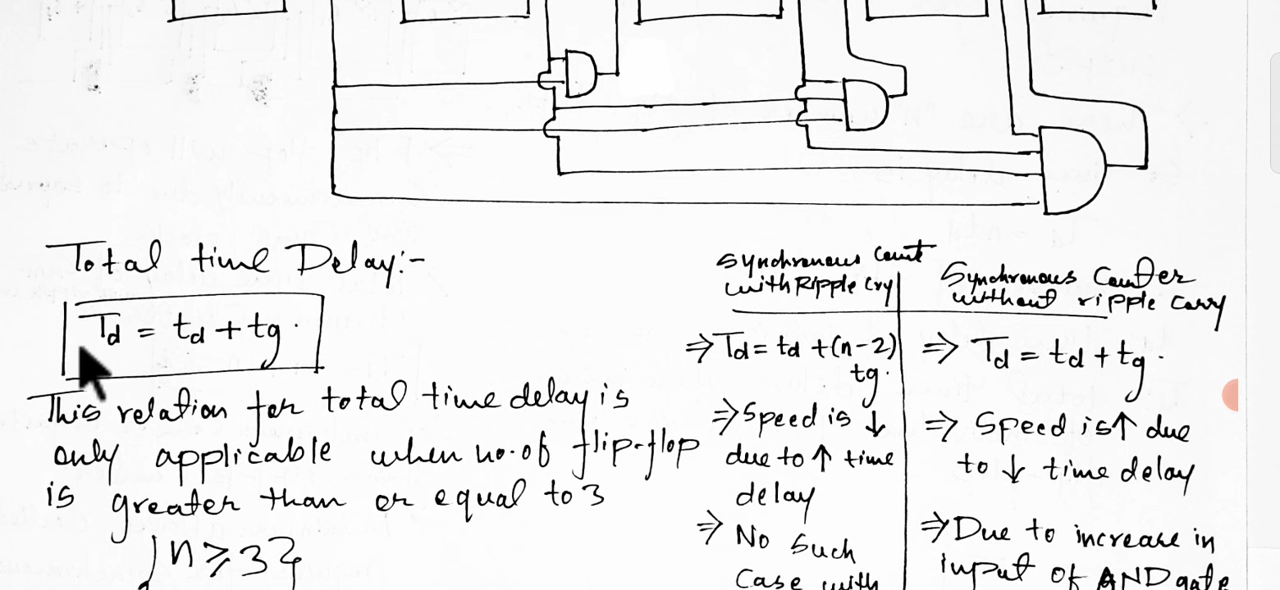 Total time Delay:-
Td = td + tg.
This relation for total time delay is
only applicable when no. of flip-flop
is greater than or equal to 3
{n ≥ 3}
Synchronous Count
with Ripple Cry
⇒ Td = td + (n-2)
tg.
⇒ Speed is ↓
due to ↑ time
delay
⇒ No such
Case with
Synchronous Counter
without ripple Carry
⇒ Td = td + tg.
⇒ Speed is ↑ due
to ↓ time delay
⇒ Due to increase in
input of AND gate